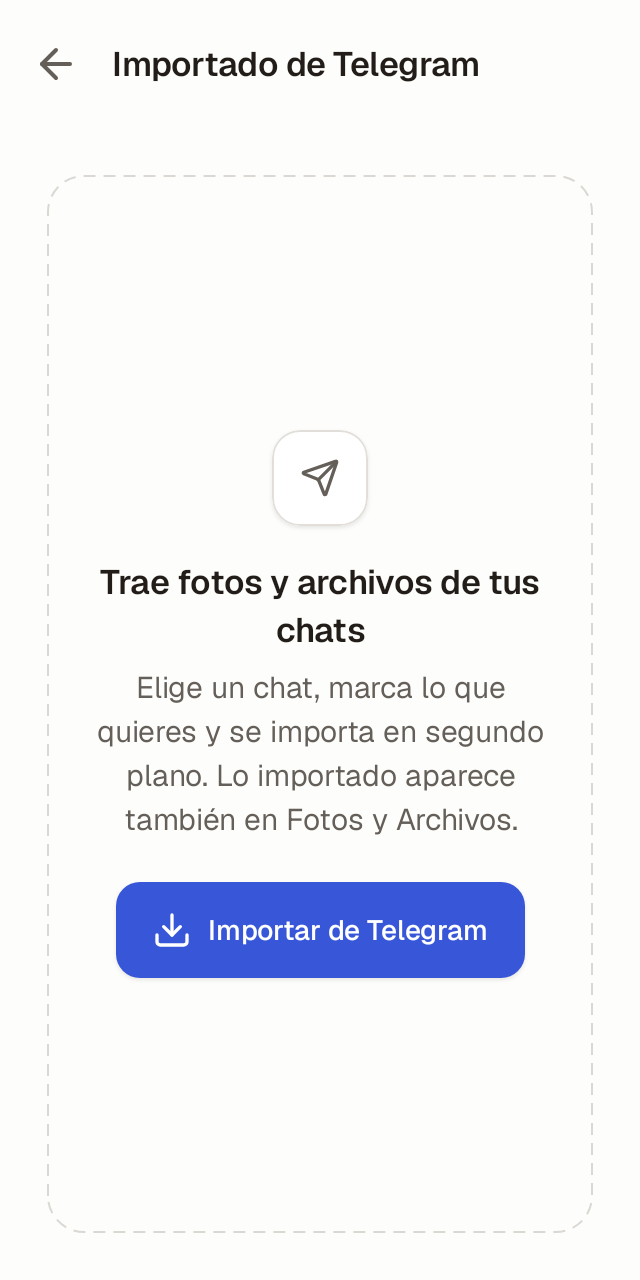 Importado de Telegram
Trae fotos y archivos de tus
chats
Elige un chat, marca lo que
quieres y se importa en segundo
plano. Lo importado aparece
también en Fotos y Archivos.
Importar de Telegram